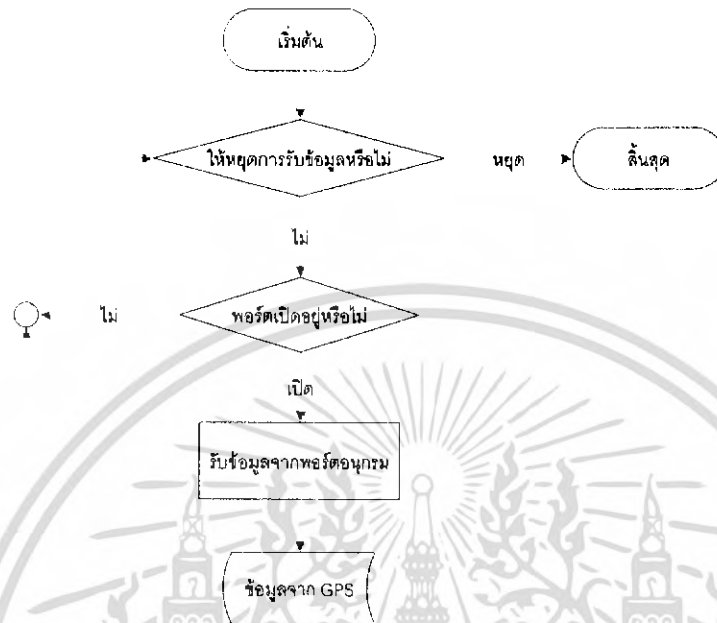 เริ่มต้น
ให้หยุดการรับข้อมูลหรือไม่
หยุด
สิ้นสุด
ไม่
ไม่
พอร์ตเปิดอยู่หรือไม่
เปิด
รับข้อมูลจากพอร์ตอนุกรม
ข้อมูลจาก GPS